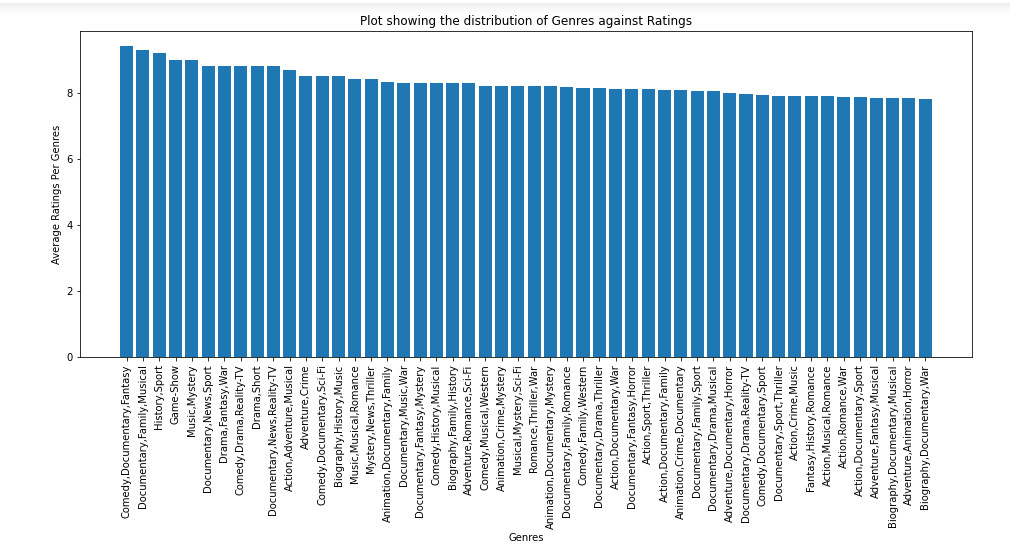 Plot showing the distribution of Genres against Ratings
Average Ratings Per Genres
8
6
4
2
0
Comedy,Documentary,Fantasy
Documentary,Family,Musical
History,Sport
Game-Show
Music,Mystery
Documentary,News,Sport
Drama,Fantasy,War
Comedy,Drama,Reality-TV
Drama,Short
Documentary,News,Reality-TV
Action,Adventure,Musical
Adventure,Crime
Comedy,Documentary,Sci-Fi
Biography,History,Music
Music,Musical,Romance
Mystery,News,Thriller
Animation,Documentary,Family
Documentary,Music,War
Documentary,Fantasy,Mystery
Comedy,History,Musical
Biography,Family,History
Adventure,Romance,Sci-Fi
Comedy,Musical,Western
Animation,Crime,Mystery
Musical,Mystery,Sci-Fi
Romance,Thriller,War
Animation,Documentary,Mystery
Documentary,Family,Romance
Comedy,Family,Western
Documentary,Drama,Thriller
Action,Documentary,War
Documentary,Fantasy,Horror
Action,Sport,Thriller
Action,Documentary,Family
Animation,Crime,Documentary
Documentary,Family,Sport
Documentary,Drama,Musical
Adventure,Documentary,Horror
Documentary,Drama,Reality-TV
Comedy,Documentary,Sport
Documentary,Sport,Thriller
Action,Crime,Music
Fantasy,History,Romance
Action,Musical,Romance
Action,Romance,War
Action,Documentary,Sport
Adventure,Fantasy,Musical
Biography,Documentary,Musical
Adventure,Animation,Horror
Biography,Documentary,War
Genres